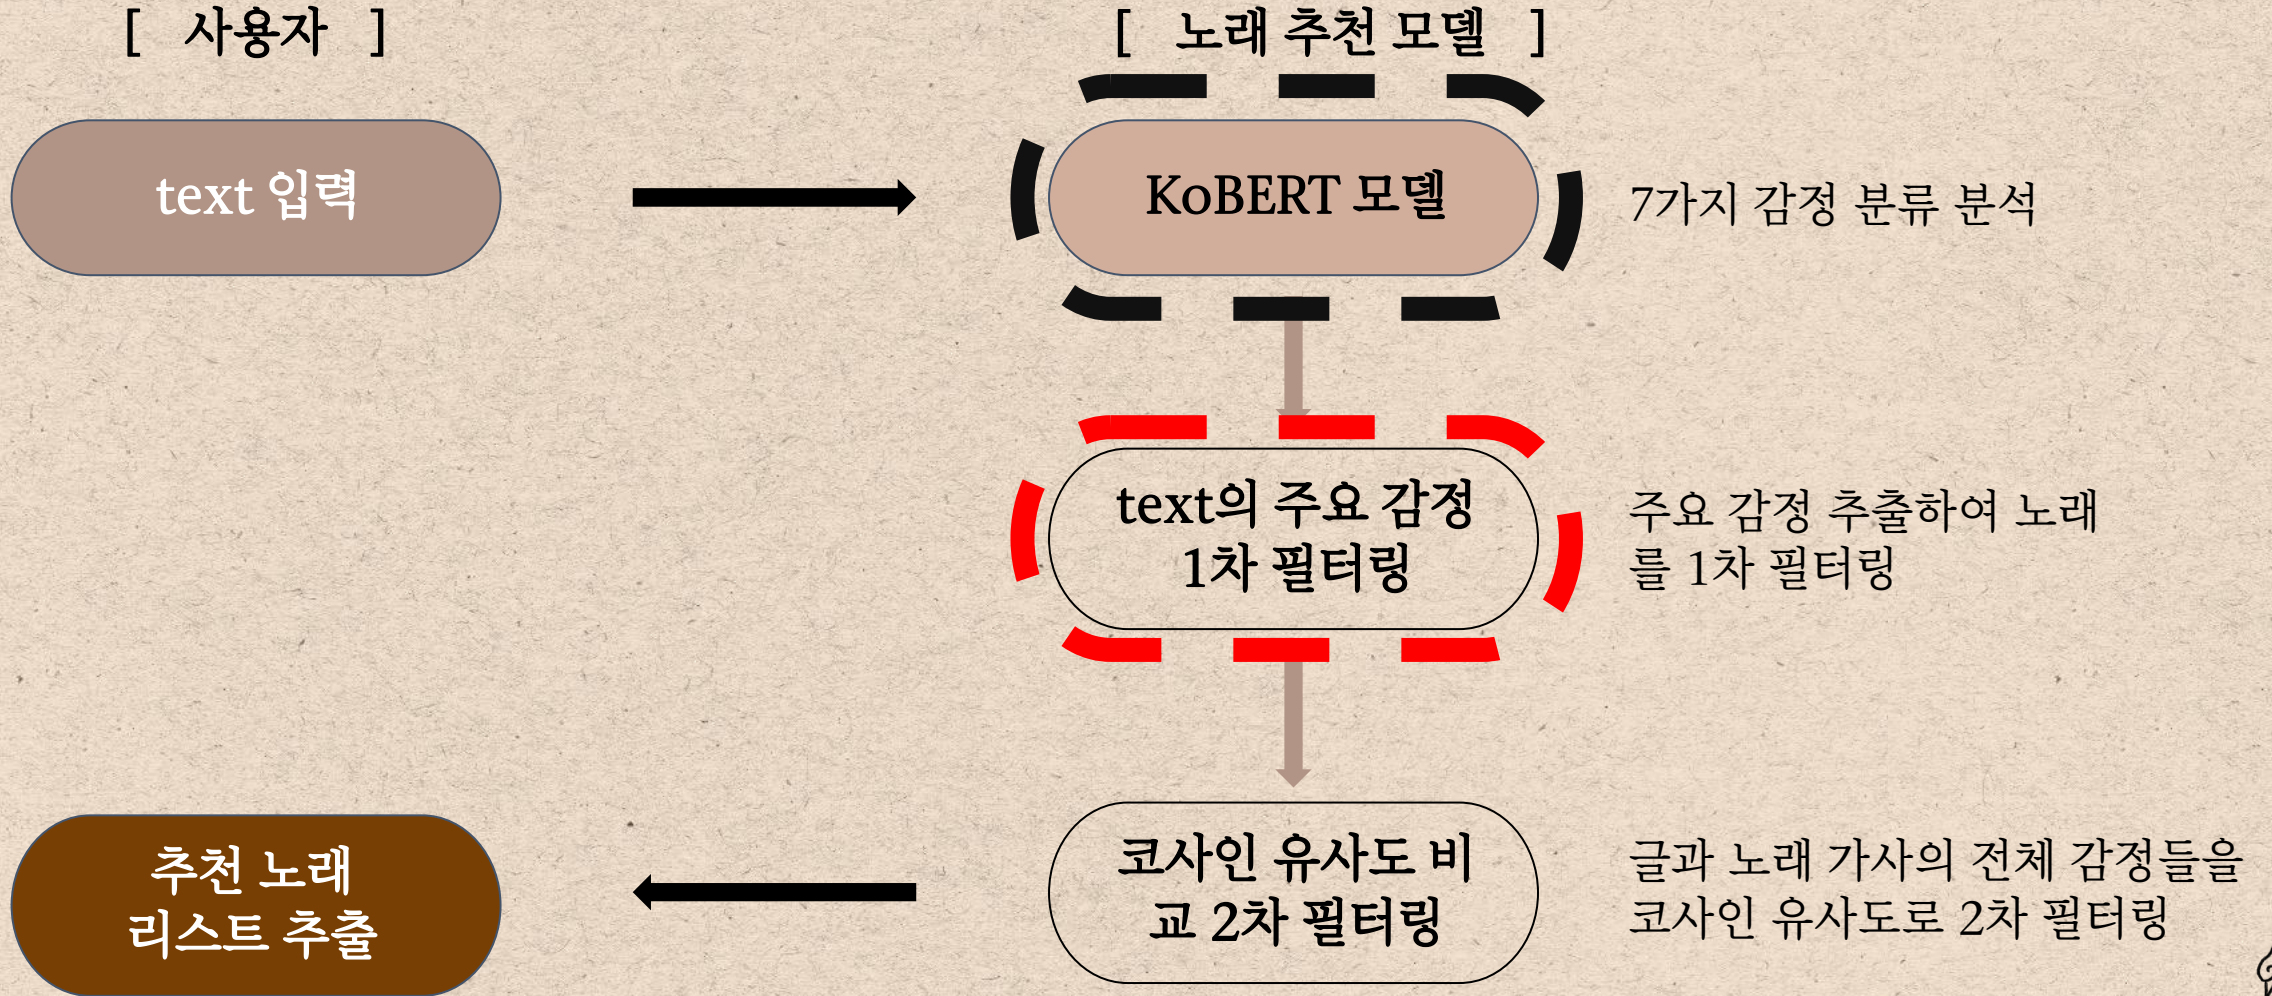 [ 사용자 ]
[ 노래 추천 모델 ]
text 입력
KoBERT 모델
7가지 감정 분류 분석
text의 주요 감정
1차 필터링
주요 감정 추출하여 노래
를 1차 필터링
추천 노래
리스트 추출
코사인 유사도 비
교 2차 필터링
글과 노래 가사의 전체 감정들을
코사인 유사도로 2차 필터링